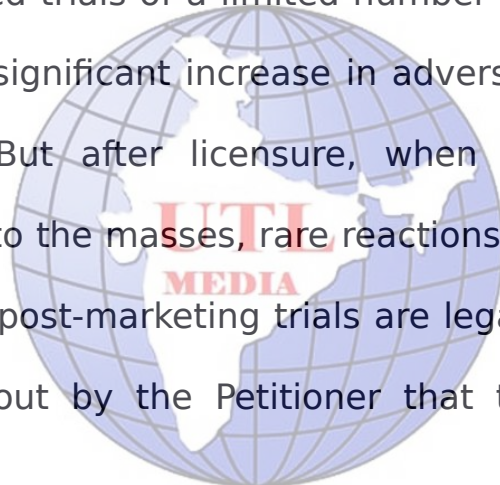 ed trials of a limited number
significant increase in advers
But after licensure, when
to the masses, rare reactions
UTL
MEDIA
post-marketing trials are lega
out by the Petitioner that t